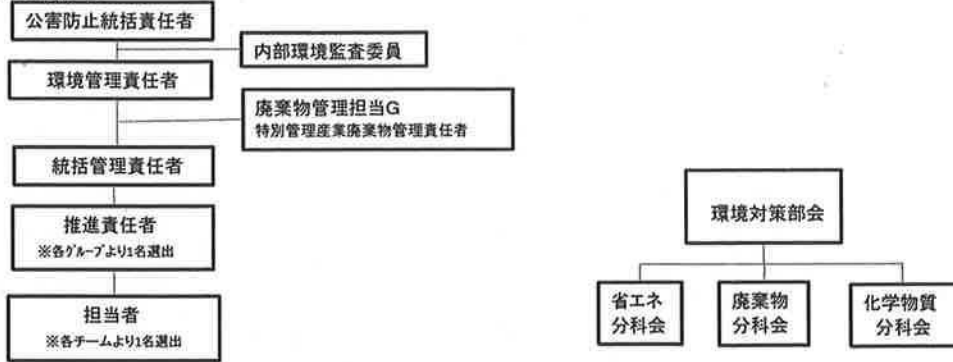 公害防止統括責任者
内部環境監査委員
環境管理責任者
廃棄物管理担当G
特別管理産業廃棄物管理責任者
統括管理責任者
推進責任者
※各グループより1名選出
担当者
※各チームより1名選出
環境対策部会
省エネ
分科会
廃棄物
分科会
化学物質
分科会